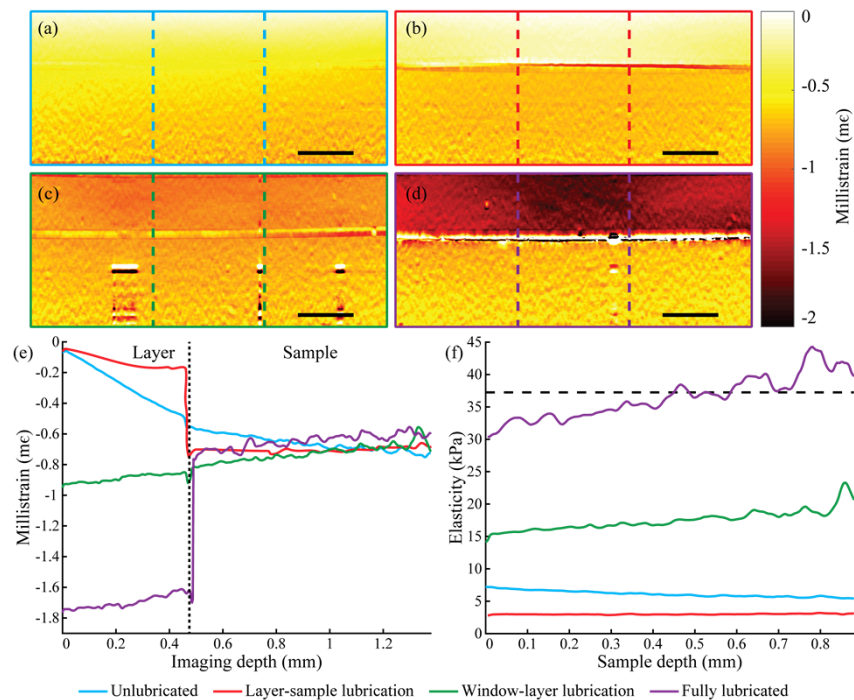 (a)
(b)
(c)
(d)
0
-0.5
-1
-1.5
-2
Millistrain (mϵ)
(e)
Layer
Sample
0
-0.2
-0.4
-0.6
-0.8
-1
-1.2
-1.4
-1.6
-1.8
Millistrain (mϵ)
0
0.2
0.4
0.6
0.8
1
1.2
Imaging depth (mm)
(f)
45
40
35
30
25
20
15
10
5
0
Elasticity (kPa)
0
0.1
0.2
0.3
0.4
0.5
0.6
0.7
0.8
Sample depth (mm)
Unlubricated
Layer-sample lubrication
Window-layer lubrication
Fully lubricated